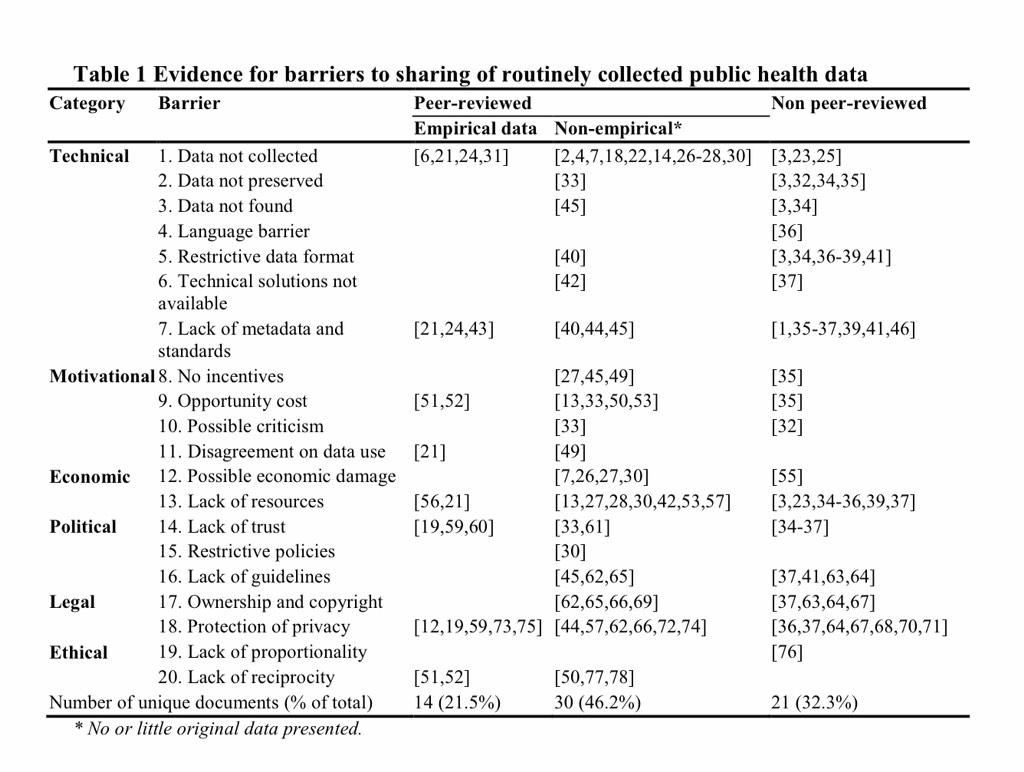 Table 1 Evidence for barriers to sharing of routinely collected public health data
Category Barrier Peer-reviewed Non peer-reviewed
Empirical data Non-empirical*
Technical 1. Data not collected [6,21,24,31] [2,4,7,18,22,14,26-28,30] [3,23,25]
2. Data not preserved [33] [3,32,34,35]
3. Data not found [45] [3,34]
4. Language barrier [36]
5. Restrictive data format [40] [3,34,36-39,41]
6. Technical solutions not [42] [37]
available
7. Lack of metadata and [21,24,43] [40,44,45] [1,35-37,39,41,46]
standards
Motivational 8. No incentives [27,45,49] [35]
9. Opportunity cost [51,52] [13,33,50,53] [35]
10. Possible criticism [33] [32]
11. Disagreement on data use [21] [49]
Economic 12. Possible economic damage [7,26,27,30] [55]
13. Lack of resources [56,21] [13,27,28,30,42,53,57] [3,23,34-36,39,37]
Political 14. Lack of trust [19,59,60] [33,61] [34-37]
15. Restrictive policies [30]
16. Lack of guidelines [45,62,65] [37,41,63,64]
Legal 17. Ownership and copyright [62,65,66,69] [37,63,64,67]
18. Protection of privacy [12,19,59,73,75] [44,57,62,66,72,74] [36,37,64,67,68,70,71]
Ethical 19. Lack of proportionality [76]
20. Lack of reciprocity [51,52] [50,77,78]
Number of unique documents (% of total) 14 (21.5%) 30 (46.2%) 21 (32.3%)
* No or little original data presented.